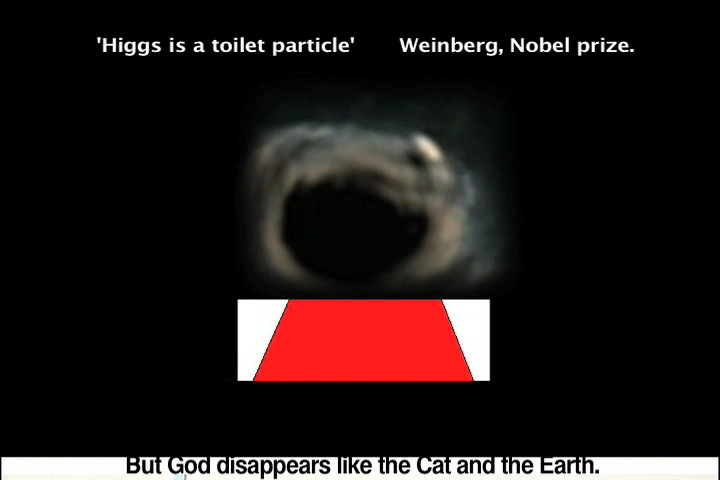 'Higgs is a toilet particle' Weinberg, Nobel prize.
But God disappears like the Cat and the Earth.